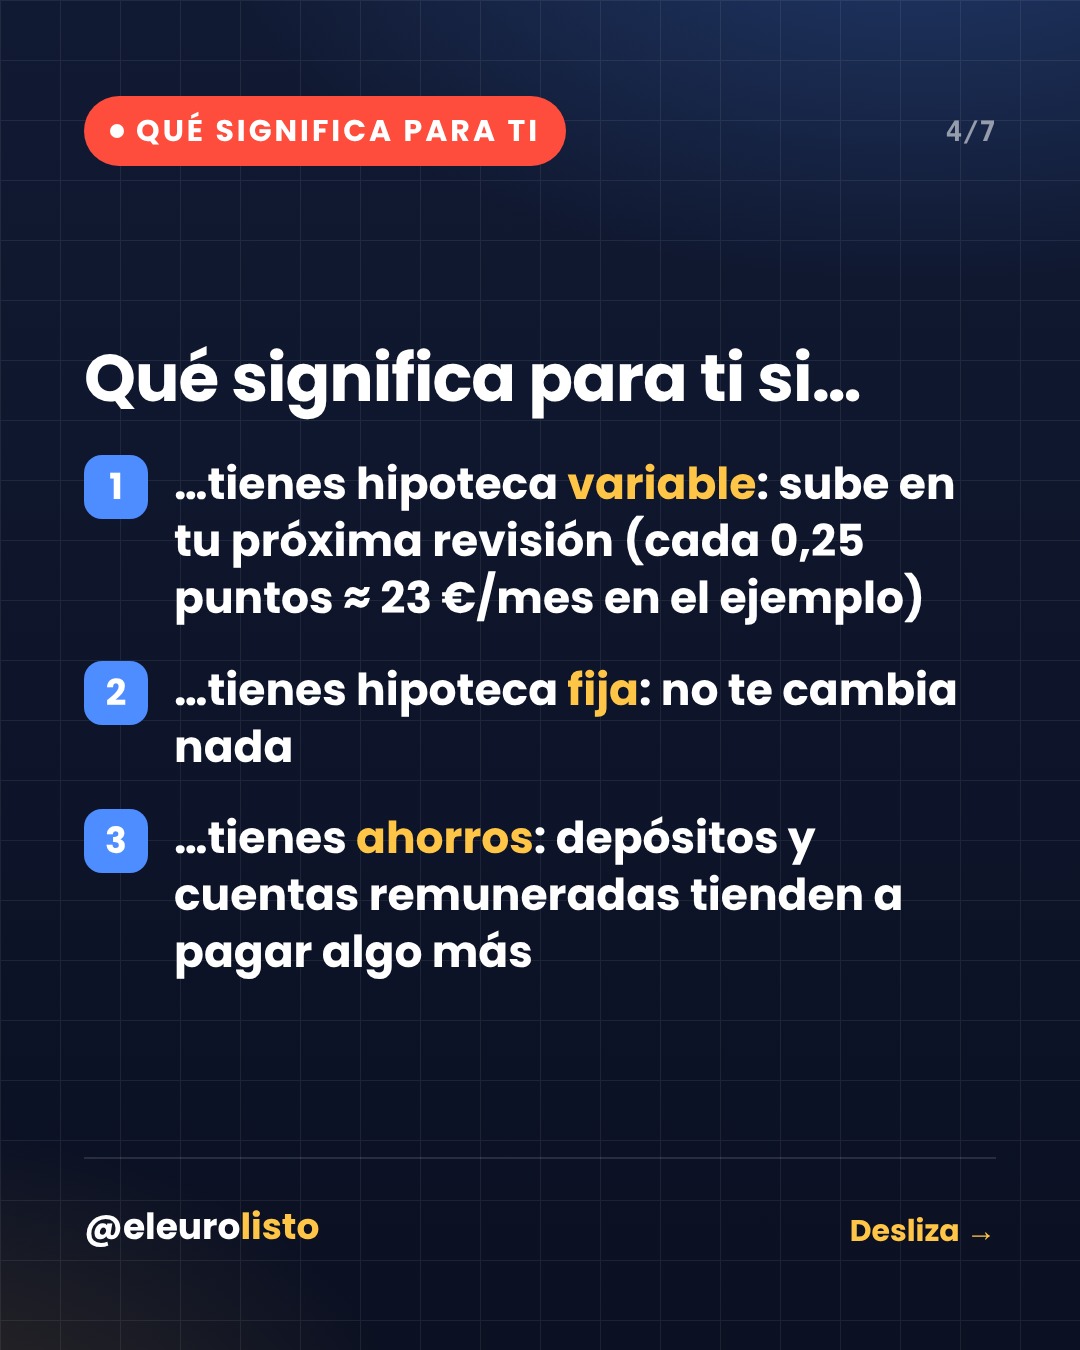 QUÉ SIGNIFICA PARA TI
4/7
Qué significa para ti si...
1
...tienes hipoteca variable: sube en
tu próxima revisión (cada 0,25
puntos ≈ 23 €/mes en el ejemplo)
2
...tienes hipoteca fija: no te cambia
nada
3
...tienes ahorros: depósitos y
cuentas remuneradas tienden a
pagar algo más
@eleurolisto
Desliza →